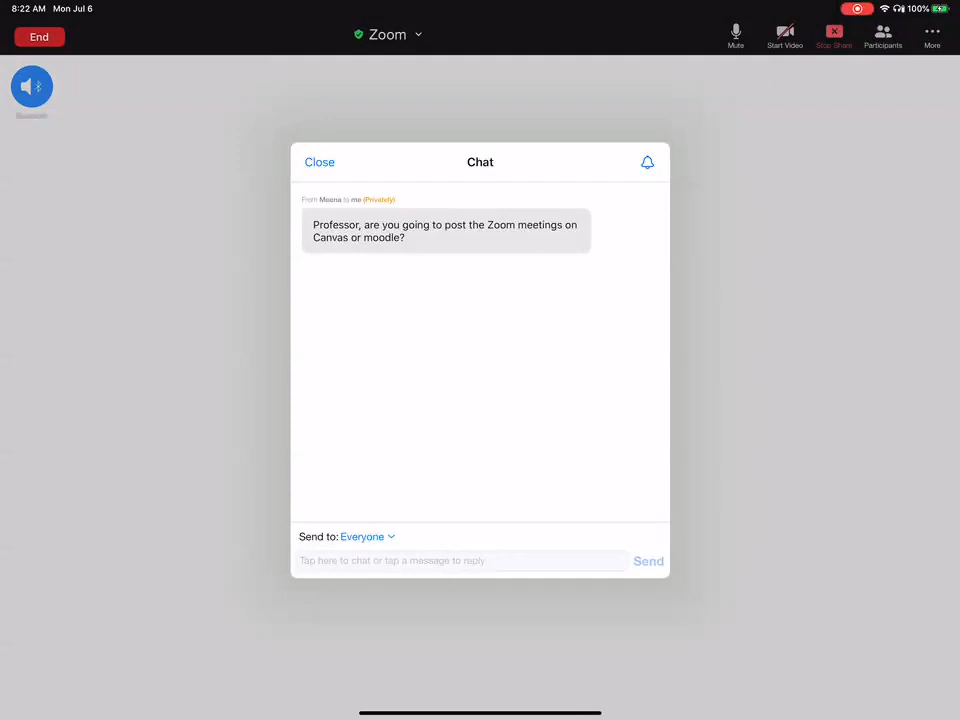 8:22 AM Mon Jul 6
100%
End
Zoom
Mute
Start Video
Stop Share
Participants
More
Bluetooth
Close
Chat
From Meena to me (Privately)
Professor, are you going to post the Zoom meetings on
Canvas or moodle?
Send to: Everyone
Tap here to chat or tap a message to reply
Send